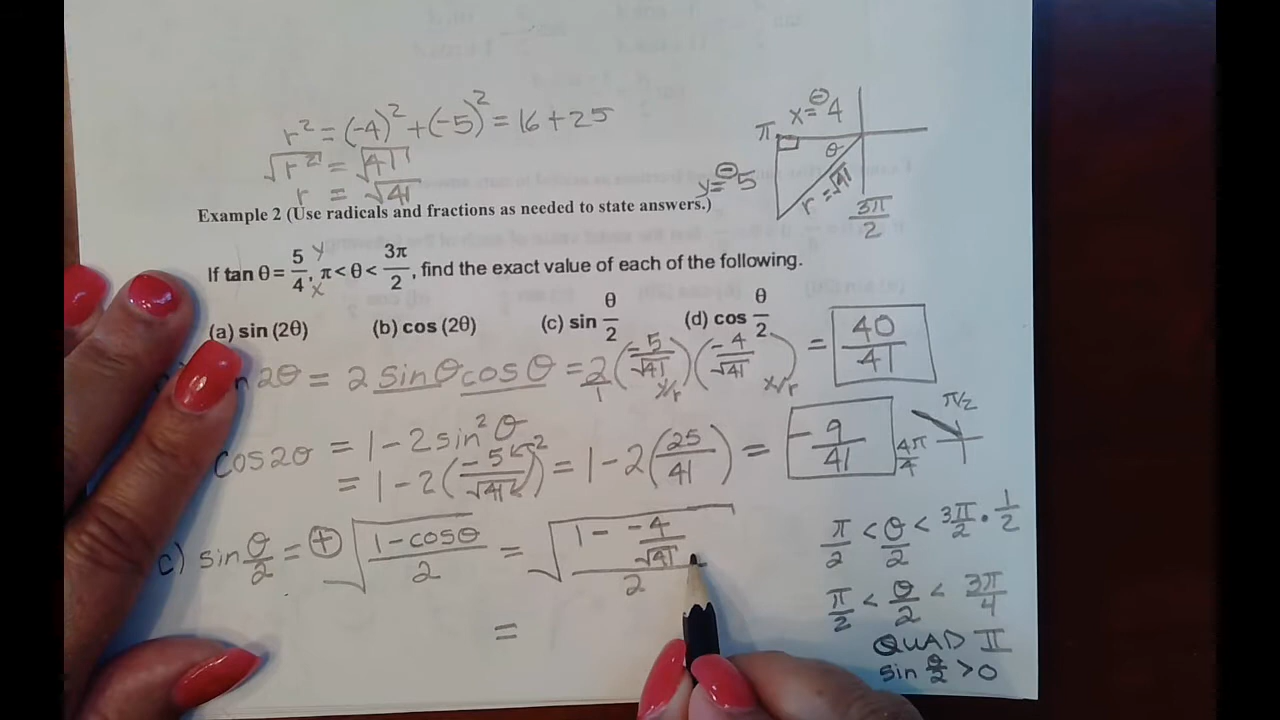 r² = (-4)² + (-5)² = 16 + 25
√r² = √41
r = √41
x = ⊖4
π
θ
y = ⊖5
r = √41
3π/2
Example 2 (Use radicals and fractions as needed to state answers.)
If tan θ = 5/4, π < θ < 3π/2, find the exact value of each of the following.
y
x
(a) sin (2θ) (b) cos (2θ) (c) sin θ/2 (d) cos θ/2
n 2θ = 2 sinθ cosθ = 2/1 (-5/√41) (-4/√41) = 40/41
y/r x/r
cos2θ = 1 - 2 sin²θ
= 1 - 2(-5/√41)² = 1 - 2(25/41) = -9/41
π/2
4π/4
c) sin θ/2 = ⊕√((1 - cosθ)/2) = √((1 - -4/√41)/2)
=
π/2 < θ/2 < 3π/2 · 1/2
π/2 < θ/2 < 3π/4
QUAD II
sin θ/2 > 0